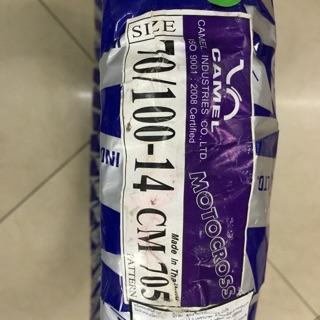 SIZE
70/100-14 CM 705
PATTERN
Made In Thailand
CAMEL
CAMEL INDUSTRIES CO.,LTD.
ISO 9001 : 2008 Certified
MOTOCROSS